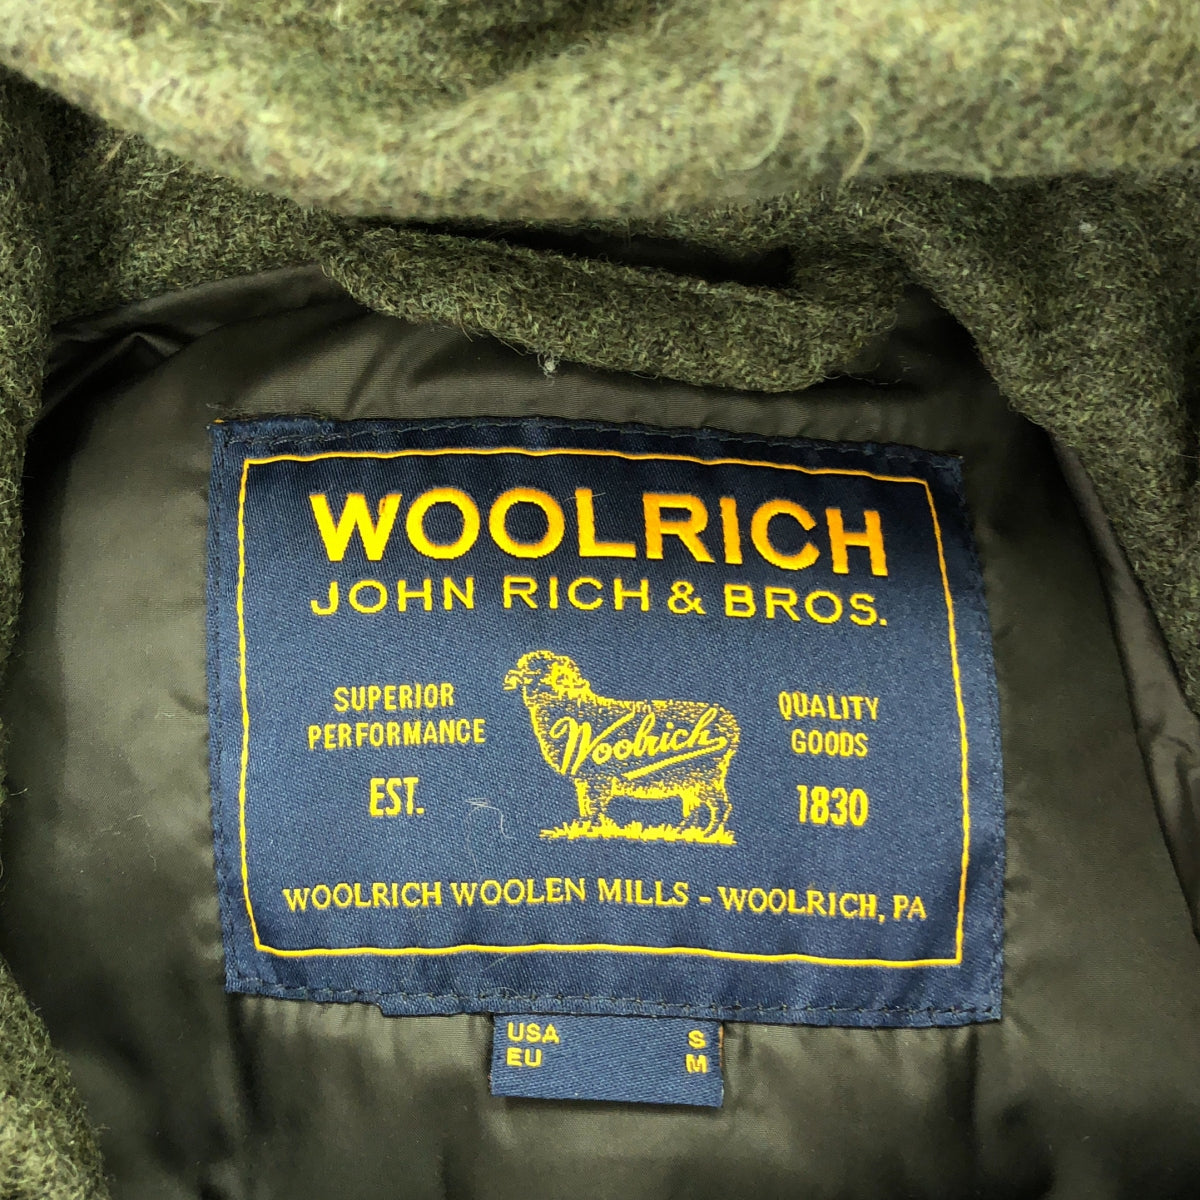 WOOLRICH
JOHN RICH & BROS.
SUPERIOR
PERFORMANCE
EST.
Woolrich
QUALITY
GOODS
1830
WOOLRICH WOOLEN MILLS - WOOLRICH, PA
USA S
EU M